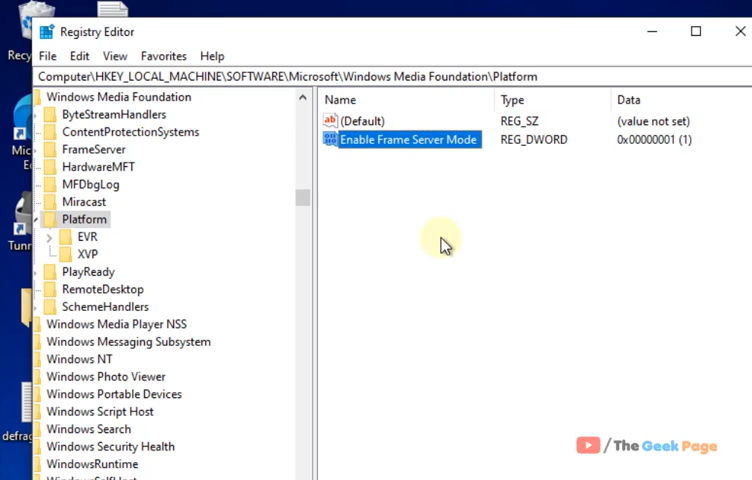 Recy
Registry Editor
File Edit View Favorites Help
Computer\HKEY_LOCAL_MACHINE\SOFTWARE\Microsoft\Windows Media Foundation\Platform
Windows Media Foundation
ByteStreamHandlers
ContentProtectionSystems
FrameServer
HardwareMFT
MFDbgLog
Miracast
Platform
EVR
XVP
PlayReady
RemoteDesktop
SchemeHandlers
Windows Media Player NSS
Windows Messaging Subsystem
Windows NT
Windows Photo Viewer
Windows Portable Devices
Windows Script Host
Windows Search
Windows Security Health
WindowsRuntime
Name Type Data
ab (Default) REG_SZ (value not set)
Enable Frame Server Mode REG_DWORD 0x00000001 (1)
Mic
Ed
Tunn
defrag
/ The Geek Page